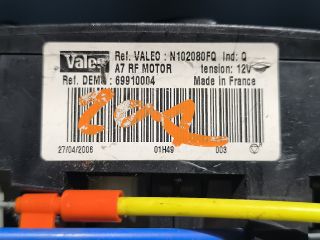 Valeo Ref. VALEO : N102080FQ Ind: Q
A7 RF MOTOR tension: 12V
Ref. DEMS : 69910004 Made in France
27/04/2006 01H49 003